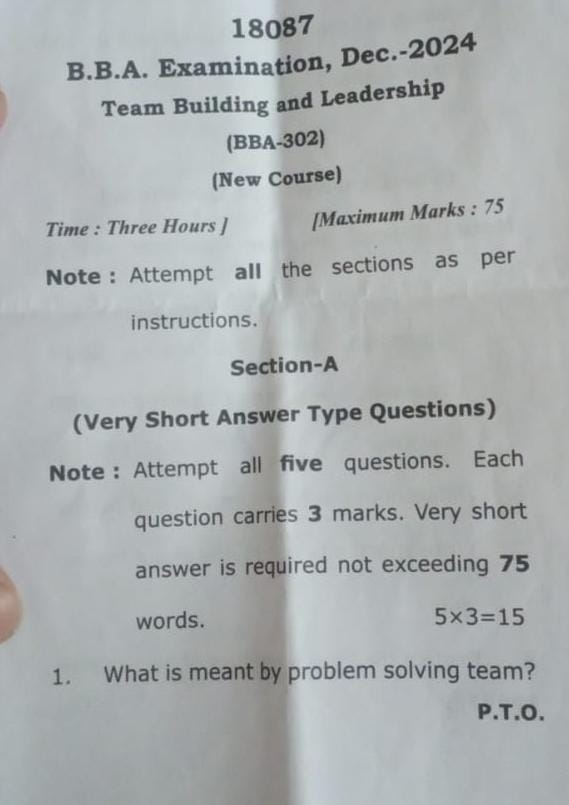 18087
B.B.A. Examination, Dec.-2024
Team Building and Leadership
(BBA-302)
(New Course)
Time : Three Hours ] [Maximum Marks : 75
Note : Attempt all the sections as per
instructions.
Section-A
(Very Short Answer Type Questions)
Note : Attempt all five questions. Each
question carries 3 marks. Very short
answer is required not exceeding 75
words. 5×3=15
1. What is meant by problem solving team?
P.T.O.